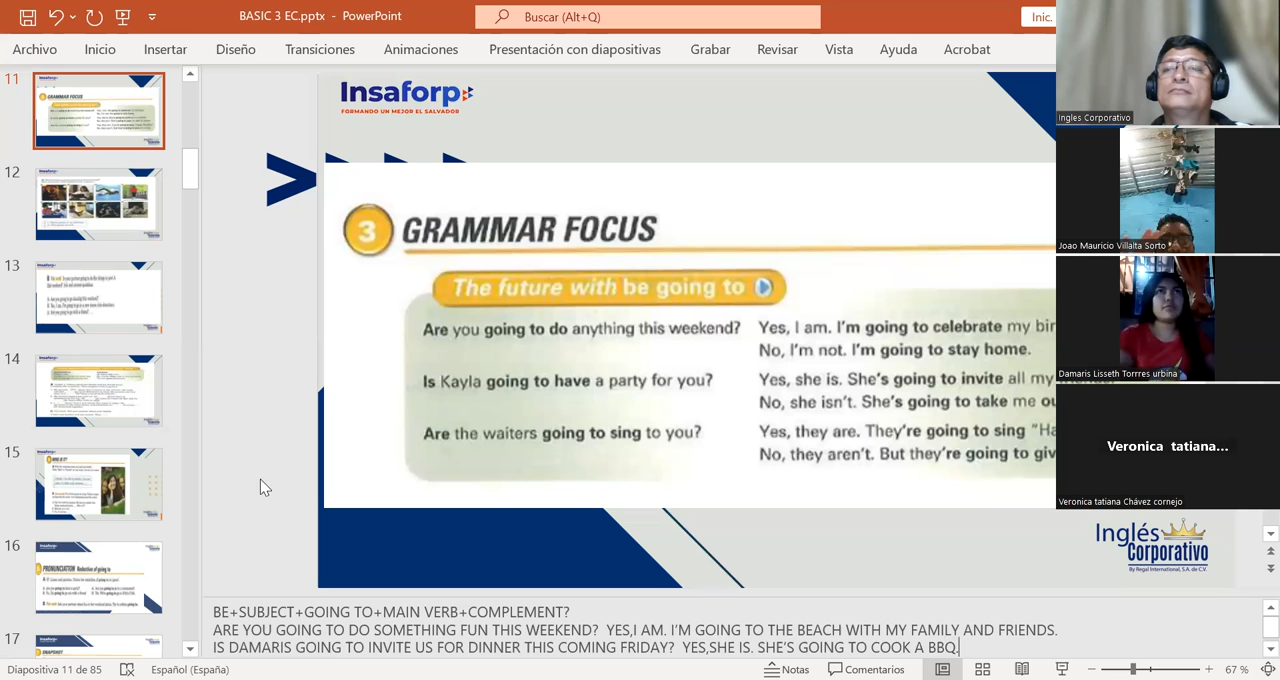 BASIC 3 EC.pptx - PowerPoint
Buscar (Alt+Q)
Inic.
Archivo Inicio Insertar Diseño Transiciones Animaciones Presentación con diapositivas Grabar Revisar Vista Ayuda Acrobat
11
12
13
14
15
16
17
Insaforp
FORMANDO UN MEJOR EL SALVADOR
3 GRAMMAR FOCUS
The future with be going to
Are you going to do anything this weekend? Yes, I am. I'm going to celebrate my bir
No, I'm not. I'm going to stay home.
Is Kayla going to have a party for you? Yes, she is. She's going to invite all my
No, she isn't. She's going to take me ou
Are the waiters going to sing to you? Yes, they are. They're going to sing "Ha
No, they aren't. But they're going to giv
Inglés
Corporativo
By Regal International, S.A. de C.V.
Ingles Corporativo
Joao Mauricio Villalta Sorto
Damaris Lisseth Torrres urbina
Veronica tatiana...
Veronica tatiana Chávez cornejo
BE+SUBJECT+GOING TO+MAIN VERB+COMPLEMENT?
ARE YOU GOING TO DO SOMETHING FUN THIS WEEKEND? YES,I AM. I'M GOING TO THE BEACH WITH MY FAMILY AND FRIENDS.
IS DAMARIS GOING TO INVITE US FOR DINNER THIS COMING FRIDAY? YES,SHE IS. SHE'S GOING TO COOK A BBQ.
Diapositiva 11 de 85 Español (España) Notas Comentarios 67 %